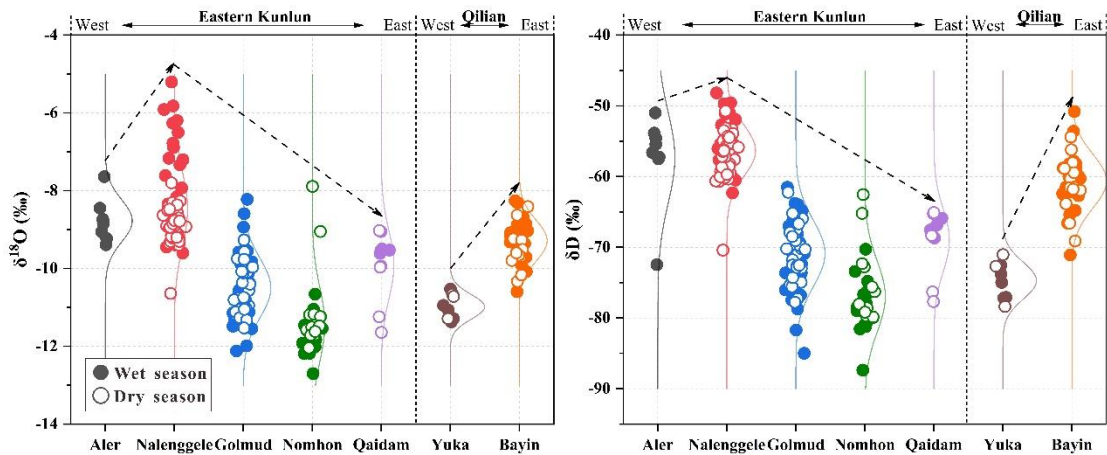 Eastern Kunlun Qilian
West East West East
-4
-6
-8
-10
-12
-14
δ18O (‰)
Wet season
Dry season
Aler Nalenggele Golmud Nomhon Qaidam Yuka Bayin
Eastern Kunlun Qilian
West East West East
-40
-50
-60
-70
-80
-90
δD (‰)
Aler Nalenggele Golmud Nomhon Qaidam Yuka Bayin